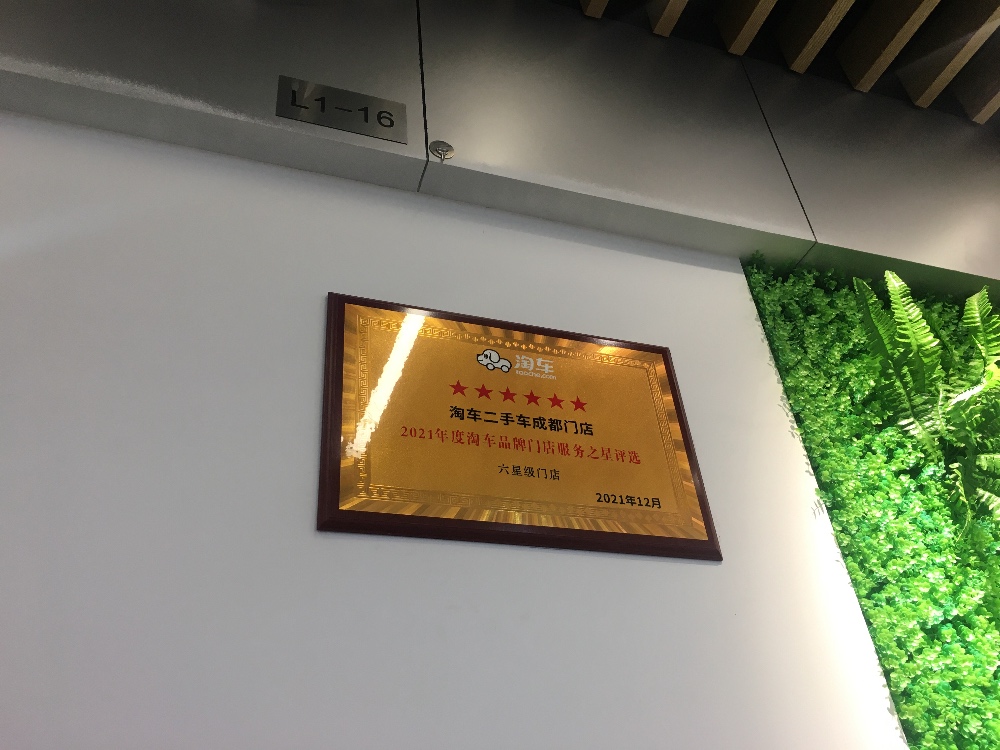 L1-16
淘车
taoche.com
淘车二手车成都门店
2021年度淘车品牌门店服务之星评选
六星级门店
2021年12月